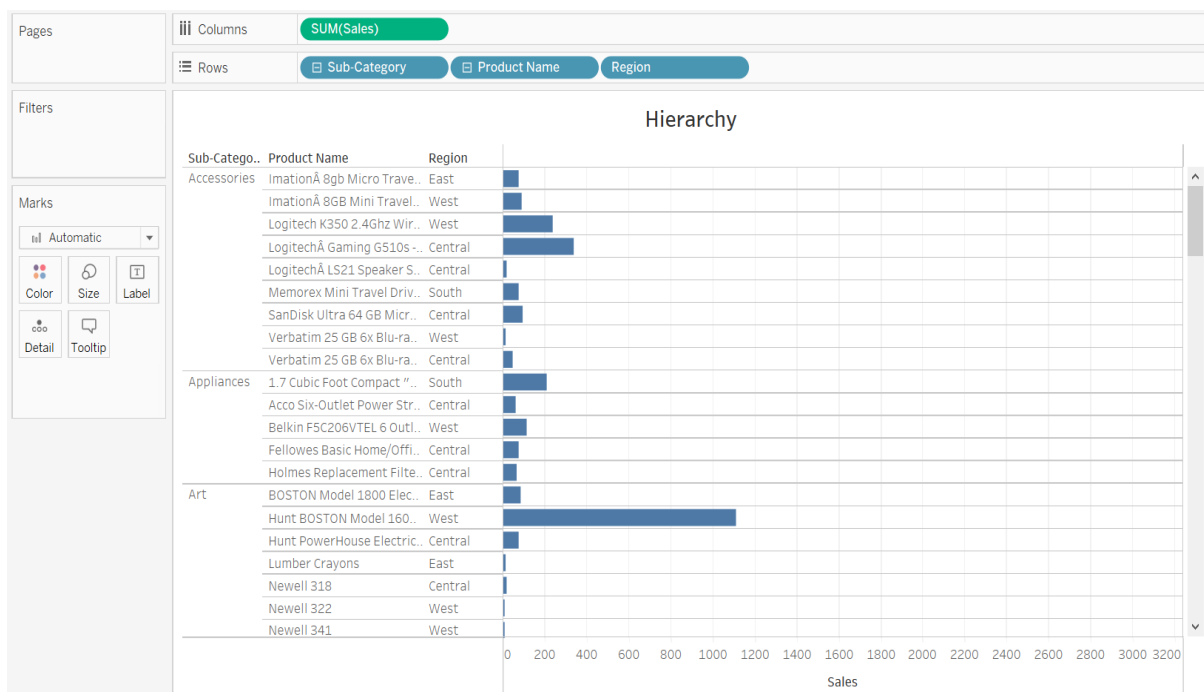 Pages
Columns SUM(Sales)
Rows Sub-Category Product Name Region
Filters
Marks
Automatic
Color Size Label
Detail Tooltip
Hierarchy
Sub-Catego.. Product Name Region
Accessories ImationÂ 8gb Micro Trave.. East
ImationÂ 8GB Mini Travel.. West
Logitech K350 2.4Ghz Wir.. West
LogitechÂ Gaming G510s -.. Central
LogitechÂ LS21 Speaker S.. Central
Memorex Mini Travel Driv.. South
SanDisk Ultra 64 GB Micr.. Central
Verbatim 25 GB 6x Blu-ra.. West
Verbatim 25 GB 6x Blu-ra.. Central
Appliances 1.7 Cubic Foot Compact ”.. South
Acco Six-Outlet Power Str.. Central
Belkin F5C206VTEL 6 Outl.. West
Fellowes Basic Home/Offi.. Central
Holmes Replacement Filte.. Central
Art BOSTON Model 1800 Elec.. East
Hunt BOSTON Model 160.. West
Hunt PowerHouse Electric.. Central
Lumber Crayons East
Newell 318 Central
Newell 322 West
Newell 341 West
0 200 400 600 800 1000 1200 1400 1600 1800 2000 2200 2400 2600 2800 3000 3200
Sales